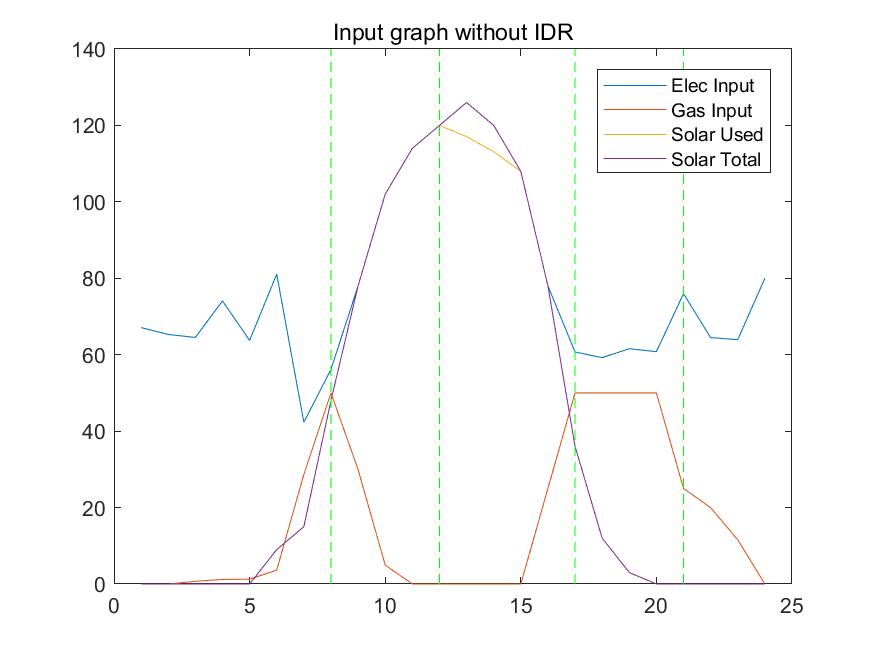 Input graph without IDR
140
120
100
80
60
40
20
0
0 5 10 15 20 25
Elec Input
Gas Input
Solar Used
Solar Total